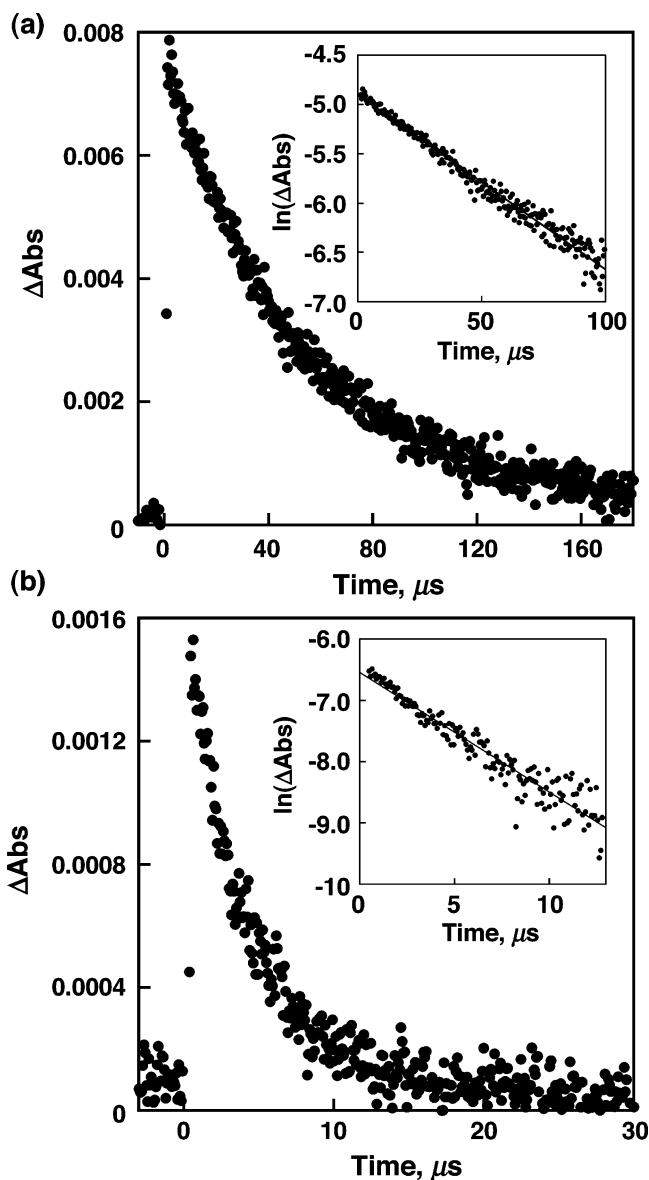 (a)
0.008
0.006
0.004
0.002
0
ΔAbs
0 40 80 120 160
Time, μs
-4.5
-5.0
-5.5
-6.0
-6.5
-7.0
ln(ΔAbs)
0 50 100
Time, μs
(b)
0.0016
0.0012
0.0008
0.0004
0
ΔAbs
0 10 20 30
Time, μs
-6.0
-7.0
-8.0
-9.0
-10
ln(ΔAbs)
0 5 10
Time, μs